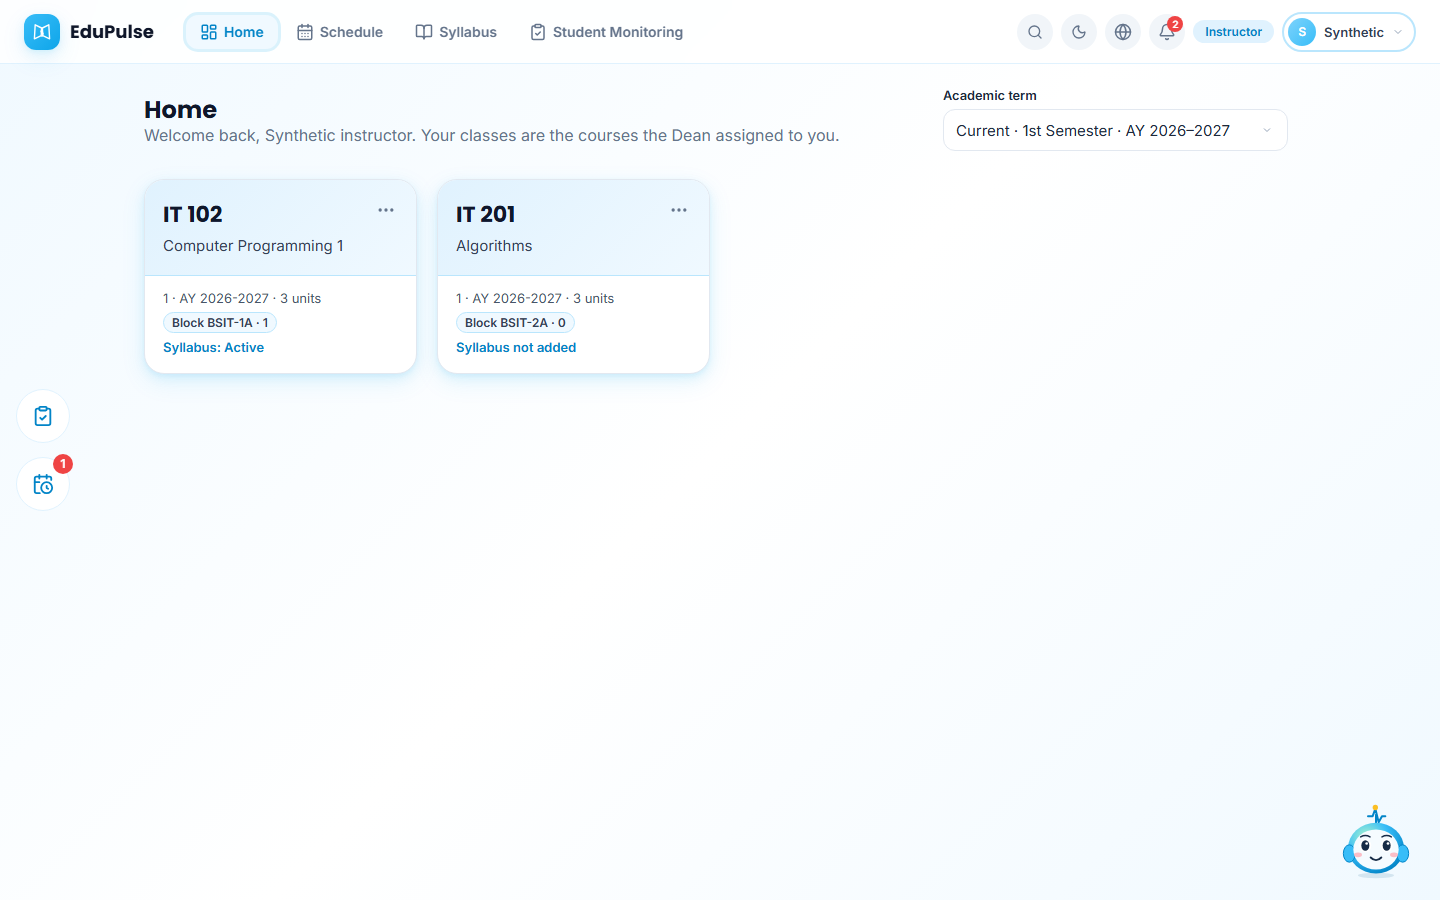 EduPulse
Home
Schedule
Syllabus
Student Monitoring
2
Instructor
S
Synthetic
Home
Welcome back, Synthetic instructor. Your classes are the courses the Dean assigned to you.
Academic term
Current · 1st Semester · AY 2026–2027
IT 102
Computer Programming 1
1 · AY 2026-2027 · 3 units
Block BSIT-1A · 1
Syllabus: Active
IT 201
Algorithms
1 · AY 2026-2027 · 3 units
Block BSIT-2A · 0
Syllabus not added
1